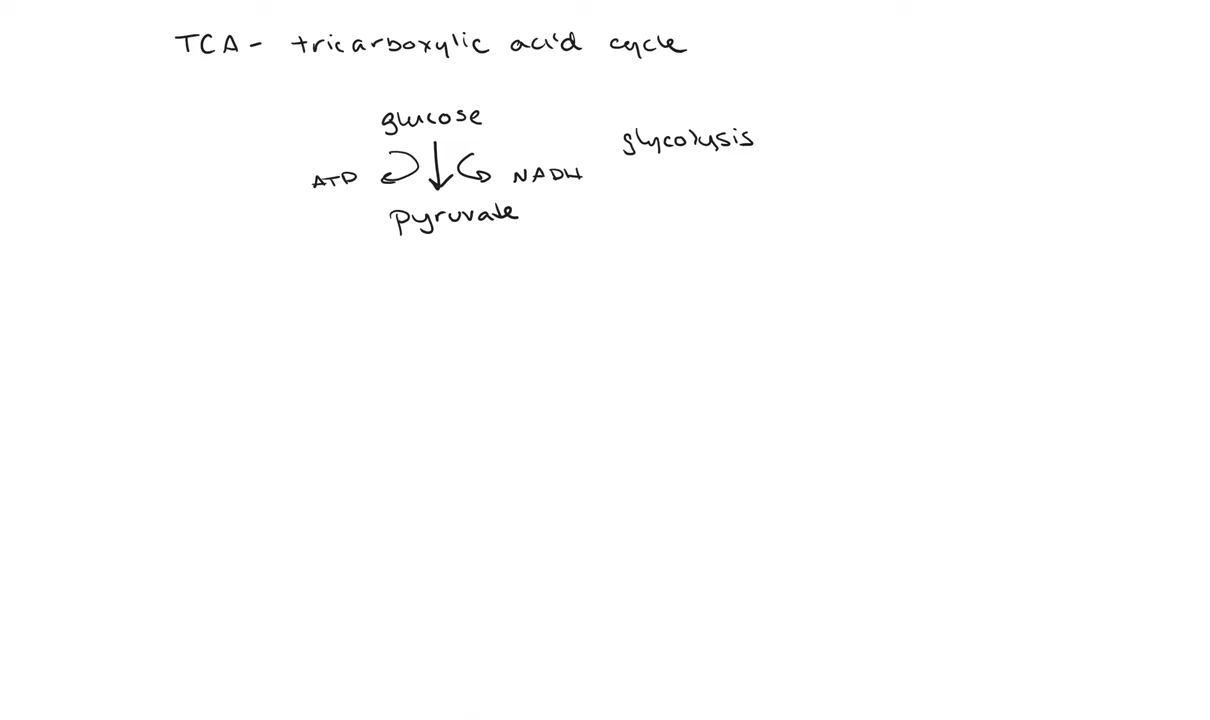 TCA - tricarboxylic acid cycle
glucose
glycolysis
ATP NADH
pyruvate